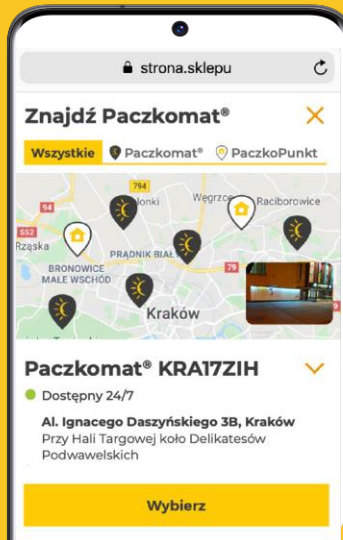 strona.sklepu
Znajdź Paczkomat®
Wszystkie Paczkomat® PaczkoPunkt
794
Węgrzce
94
Raciborowice
S52
Rząska
PRĄDNIK BIAŁY
BRONOWICE
MAŁE WSCHÓD
79
Kraków
Paczkomat® KRA17ZIH
Dostępny 24/7
Al. Ignacego Daszyńskiego 3B, Kraków
Przy Hali Targowej koło Delikatesów
Podwawelskich
Wybierz